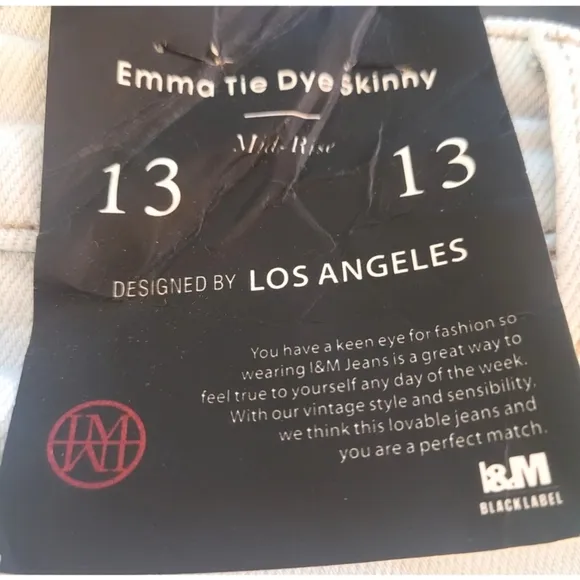 Emma Tie Dye Skinny
Mid-Rise
13 13
DESIGNED BY LOS ANGELES
You have a keen eye for fashion so
wearing I&M Jeans is a great way to
feel true to yourself any day of the week.
With our vintage style and sensibility,
we think this lovable jeans and
you are a perfect match.
I&M
BLACK LABEL